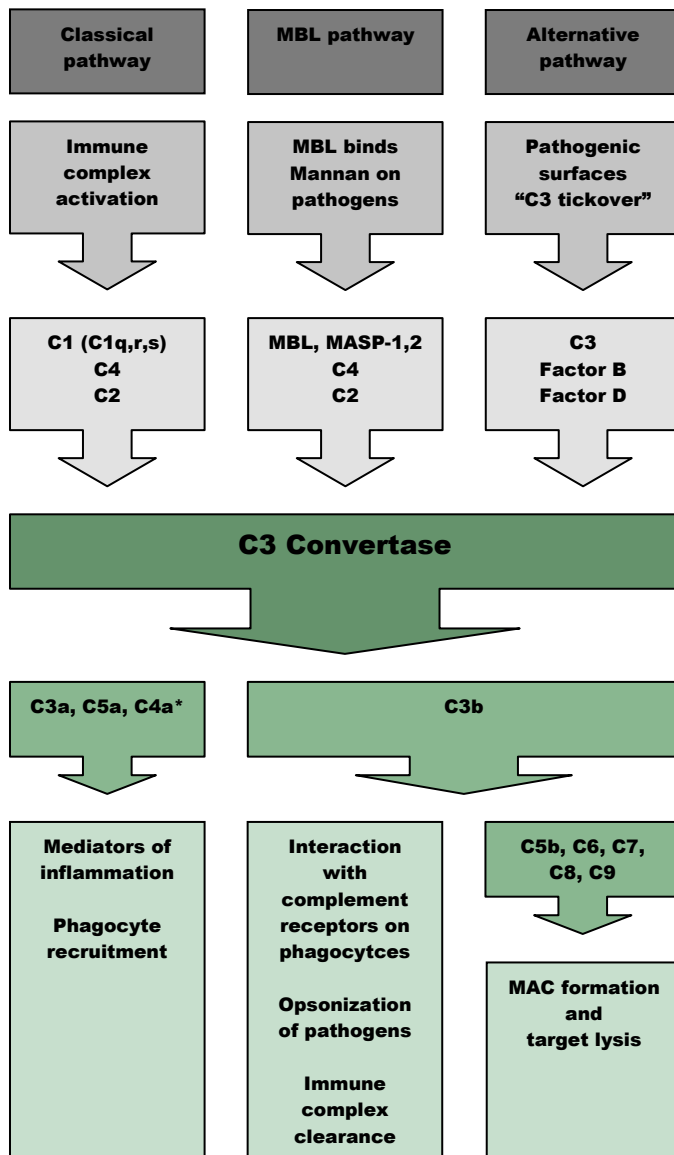 Classical
pathway
MBL pathway
Alternative
pathway
Immune
complex
activation
MBL binds
Mannan on
pathogens
Pathogenic
surfaces
“C3 tickover”
C1 (C1q,r,s)
C4
C2
MBL, MASP-1,2
C4
C2
C3
Factor B
Factor D
C3 Convertase
C3a, C5a, C4a*
C3b
Mediators of
inflammation
Phagocyte
recruitment
Interaction
with
complement
receptors on
phagocytces
Opsonization
of pathogens
Immune
complex
clearance
C5b, C6, C7,
C8, C9
MAC formation
and
target lysis